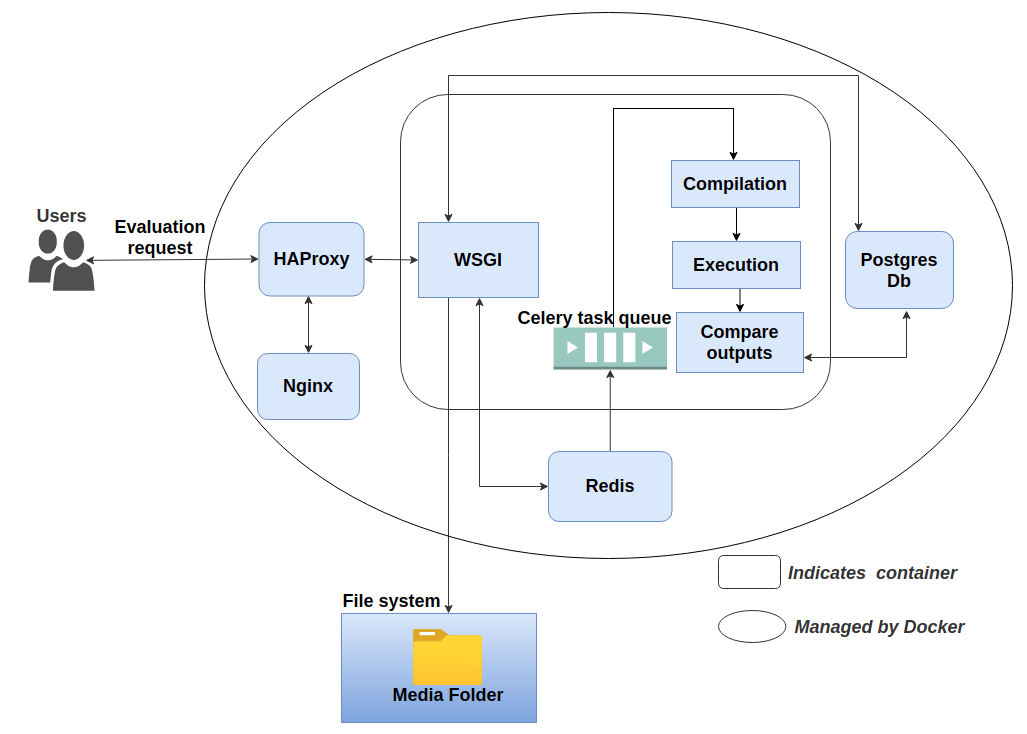 Users
Evaluation
request
HAProxy
Nginx
WSGI
Celery task queue
Compilation
Execution
Compare
outputs
Postgres
Db
Redis
File system
Media Folder
Indicates container
Managed by Docker